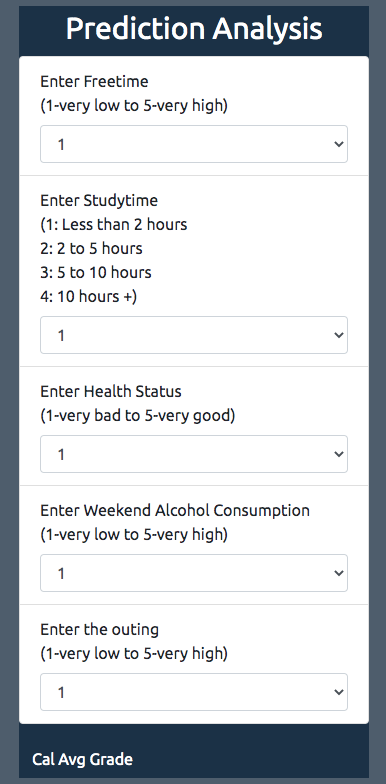 Prediction Analysis
Enter Freetime
(1-very low to 5-very high)
1
Enter Studytime
(1: Less than 2 hours
2: 2 to 5 hours
3: 5 to 10 hours
4: 10 hours +)
1
Enter Health Status
(1-very bad to 5-very good)
1
Enter Weekend Alcohol Consumption
(1-very low to 5-very high)
1
Enter the outing
(1-very low to 5-very high)
1
Cal Avg Grade